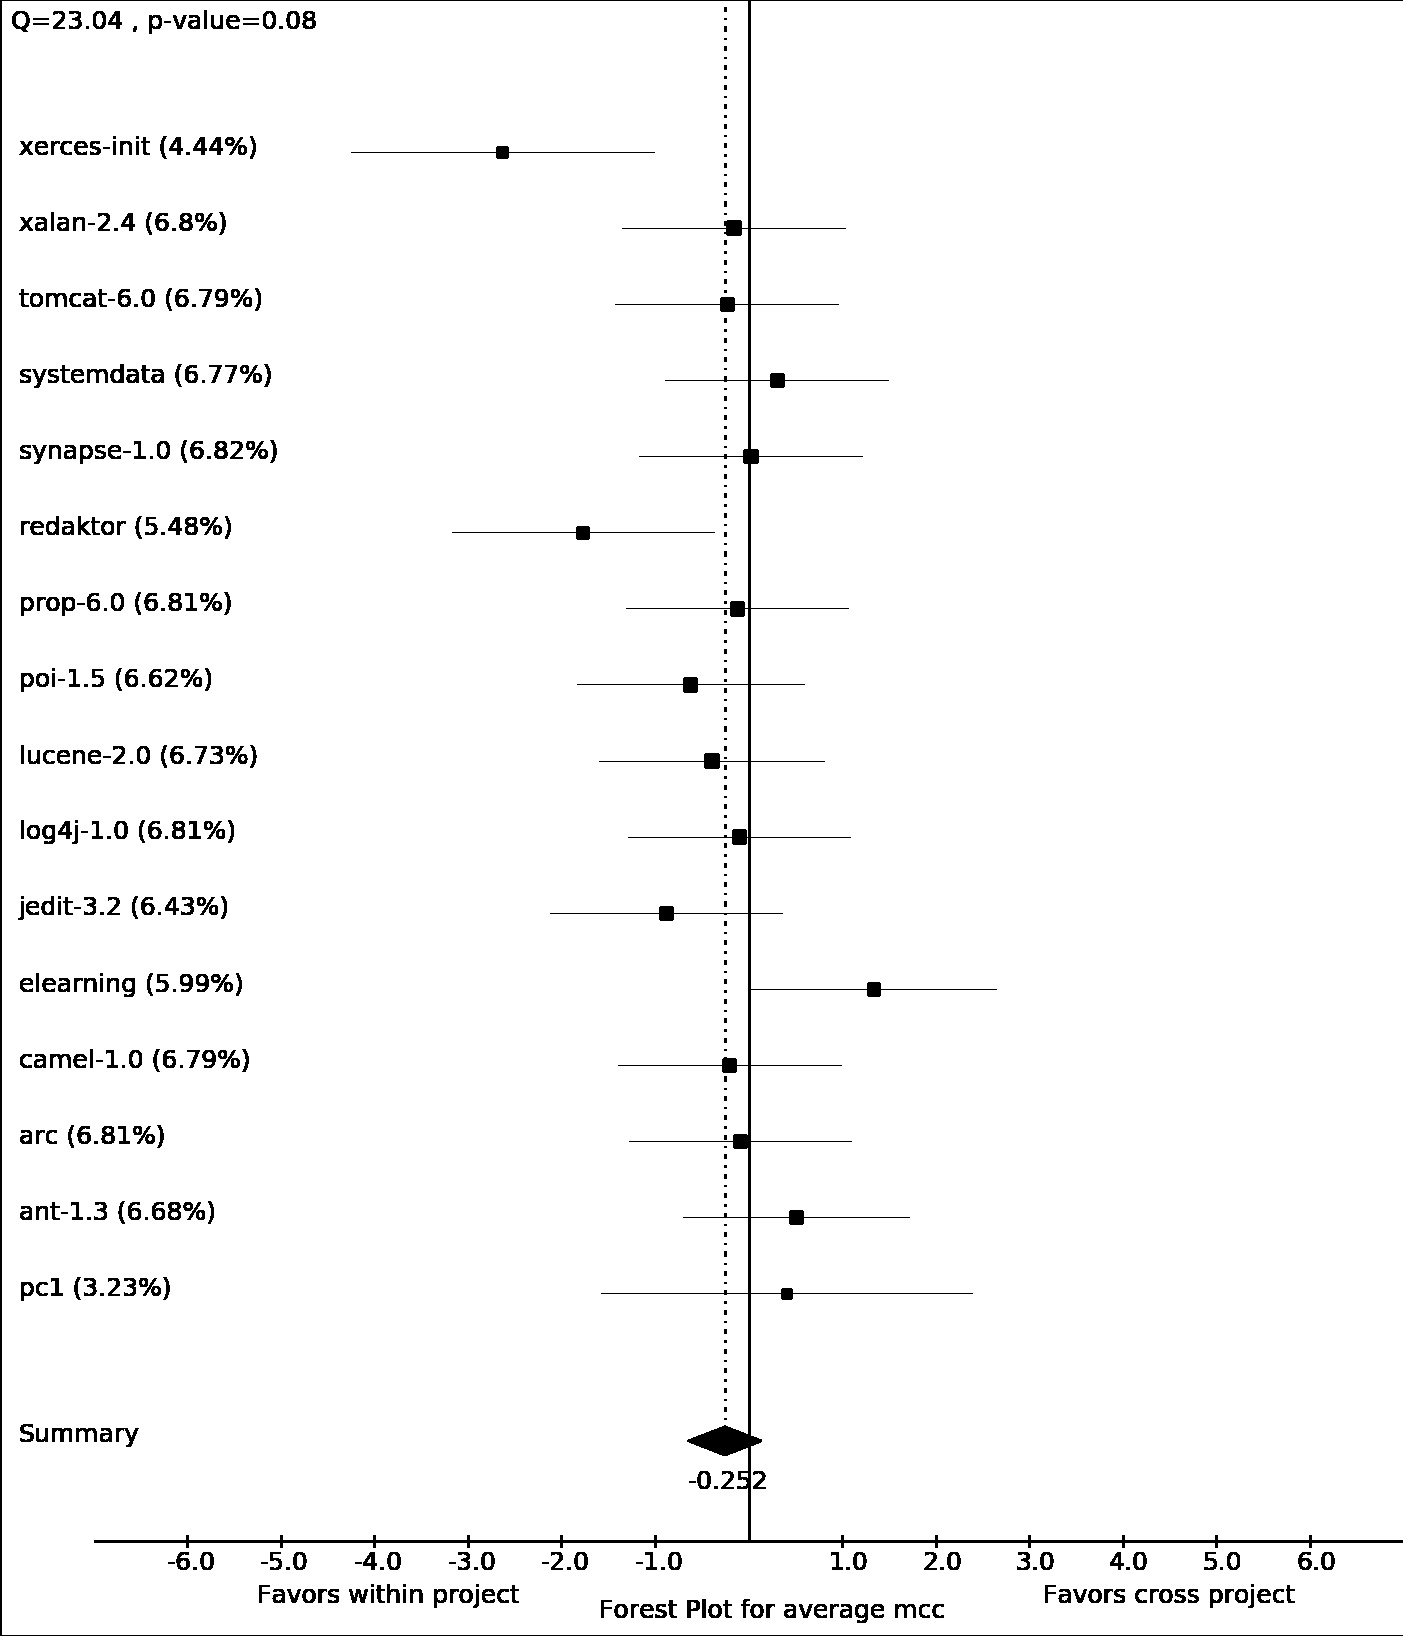 Q=23.04 , p-value=0.08
xerces-init (4.44%)
xalan-2.4 (6.8%)
tomcat-6.0 (6.79%)
systemdata (6.77%)
synapse-1.0 (6.82%)
redaktor (5.48%)
prop-6.0 (6.81%)
poi-1.5 (6.62%)
lucene-2.0 (6.73%)
log4j-1.0 (6.81%)
jedit-3.2 (6.43%)
elearning (5.99%)
camel-1.0 (6.79%)
arc (6.81%)
ant-1.3 (6.68%)
pc1 (3.23%)
Summary
-0.252
-6.0 -5.0 -4.0 -3.0 -2.0 -1.0 1.0 2.0 3.0 4.0 5.0 6.0
Favors within project
Favors cross project
Forest Plot for average mcc